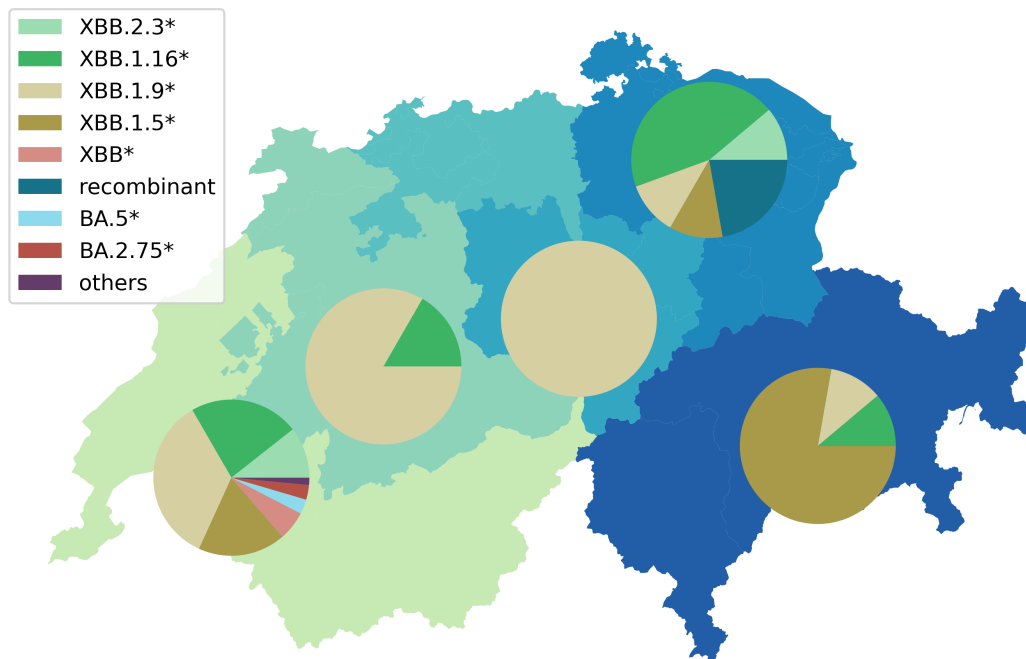 XBB.2.3*
XBB.1.16*
XBB.1.9*
XBB.1.5*
XBB*
recombinant
BA.5*
BA.2.75*
others